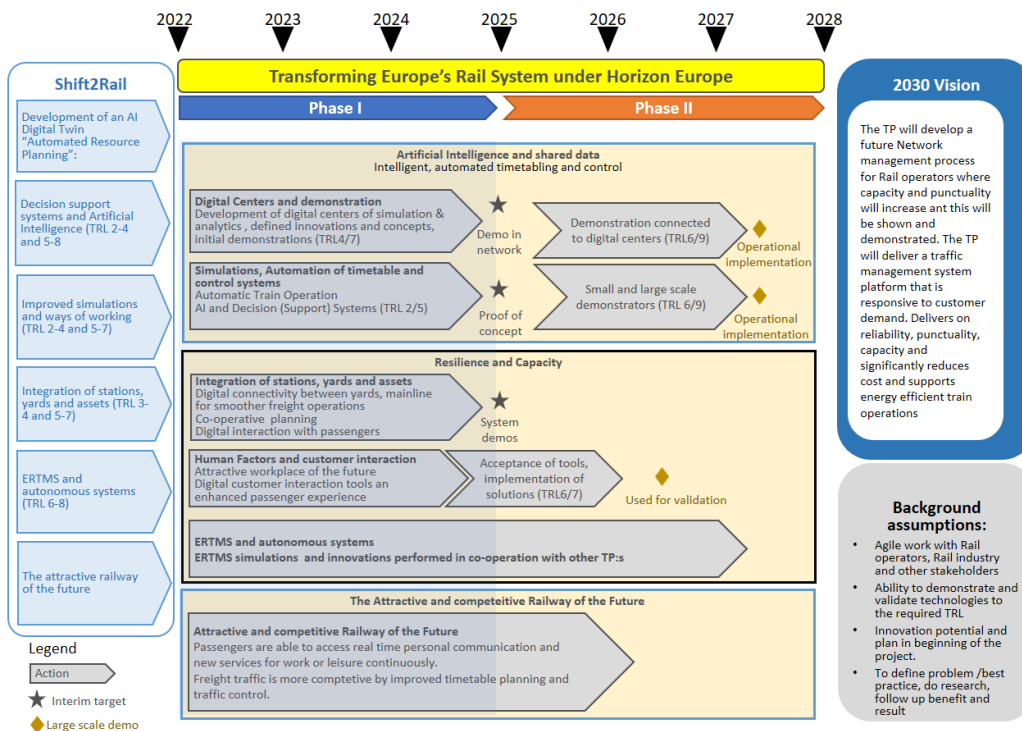 2022
2023
2024
2025
2026
2027
2028
Shift2Rail
Development of an AI
Digital Twin
“Automated Resource
Planning”:
Decision support
systems and Artificial
Intelligence (TRL 2-4
and 5-8
Improved simulations
and ways of working
(TRL 2-4 and 5-7)
Integration of stations,
yards and assets (TRL 3-
4 and 5-7)
ERTMS and
autonomous systems
(TRL 6-8)
The attractive railway
of the future
Legend
Action
Interim target
Large scale demo
Transforming Europe’s Rail System under Horizon Europe
Phase I
Phase II
Artificial Intelligence and shared data
Intelligent, automated timetabling and control
Digital Centers and demonstration
Development of digital centers of simulation &
analytics , defined innovations and concepts,
initial demonstrations (TRL4/7)
Demo in
network
Demonstration connected
to digital centers (TRL6/9)
Operational
implementation
Simulations, Automation of timetable and
control systems
Automatic Train Operation
AI and Decision (Support) Systems (TRL 2/5)
Proof of
concept
Small and large scale
demonstrators (TRL 6/9)
Operational
implementation
Resilience and Capacity
Integration of stations, yards and assets
Digital connectivity between yards, mainline
for smoother freight operations
Co-operative planning
Digital interaction with passengers
System
demos
Human Factors and customer interaction
Attractive workplace of the future
Digital customer interaction tools an
enhanced passenger experience
Acceptance of tools,
implementation of
solutions (TRL6/7)
Used for validation
ERTMS and autonomous systems
ERTMS simulations and innovations performed in co-operation with other TP:s
The Attractive and competeitive Railway of the Future
Attractive and competitive Railway of the Future
Passengers are able to access real time personal communication and
new services for work or leisure continuously.
Freight traffic is more comptetive by improved timetable planning and
traffic control.
2030 Vision
The TP will develop a
future Network
management process
for Rail operators where
capacity and punctuality
will increase ant this will
be shown and
demonstrated. The TP
will deliver a traffic
management system
platform that is
responsive to customer
demand. Delivers on
reliability, punctuality,
capacity and
significantly reduces
cost and supports
energy efficient train
operations
Background
assumptions:
• Agile work with Rail
operators, Rail industry
and other stakeholders
• Ability to demonstrate and
validate technologies to
the required TRL
• Innovation potential and
plan in beginning of the
project.
• To define problem /best
practice, do research,
follow up benefit and
result